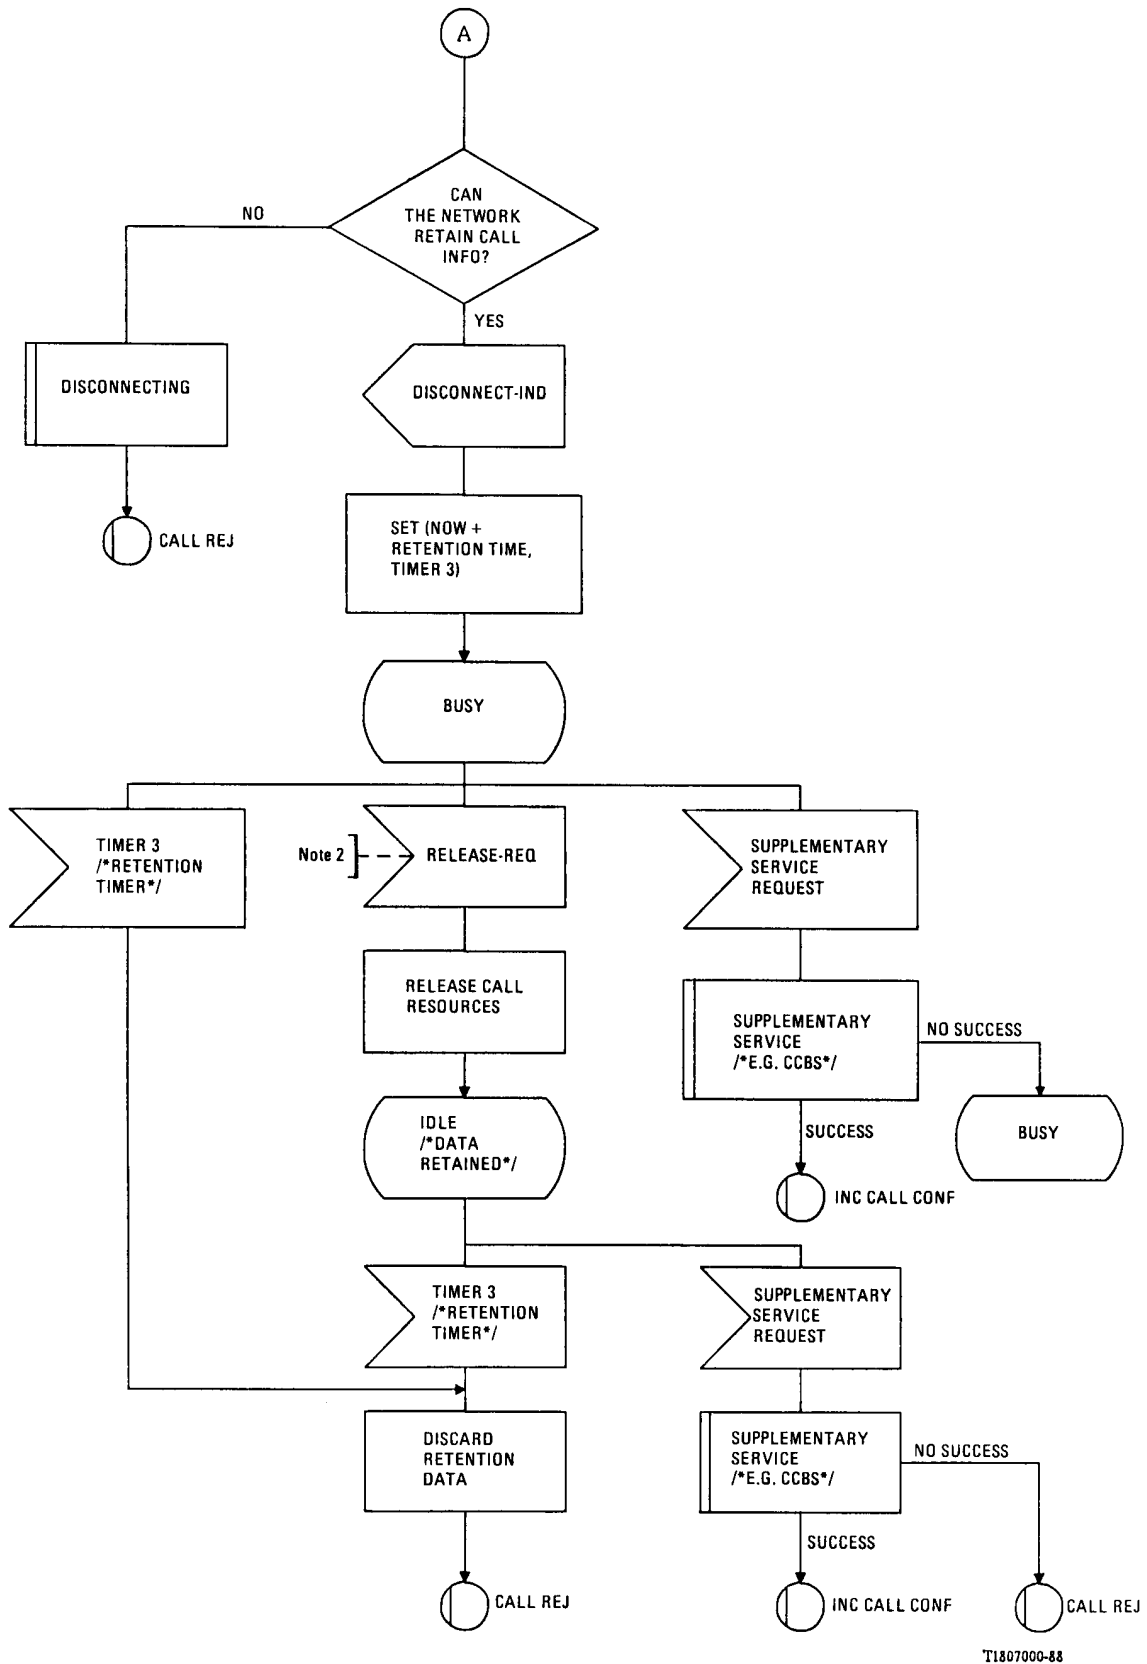 A
CAN
THE NETWORK
RETAIN CALL
INFO?
NO
YES
DISCONNECTING
DISCONNECT-IND
CALL REJ
SET (NOW +
RETENTION TIME,
TIMER 3)
BUSY
TIMER 3
/*RETENTION
TIMER*/
Note 2
RELEASE-REQ
SUPPLEMENTARY
SERVICE
REQUEST
RELEASE CALL
RESOURCES
SUPPLEMENTARY
SERVICE
/*E.G. CCBS*/
NO SUCCESS
BUSY
SUCCESS
INC CALL CONF
IDLE
/*DATA
RETAINED*/
TIMER 3
/*RETENTION
TIMER*/
SUPPLEMENTARY
SERVICE
REQUEST
DISCARD
RETENTION
DATA
SUPPLEMENTARY
SERVICE
/*E.G. CCBS*/
NO SUCCESS
SUCCESS
CALL REJ
INC CALL CONF
CALL REJ
T1807000-88